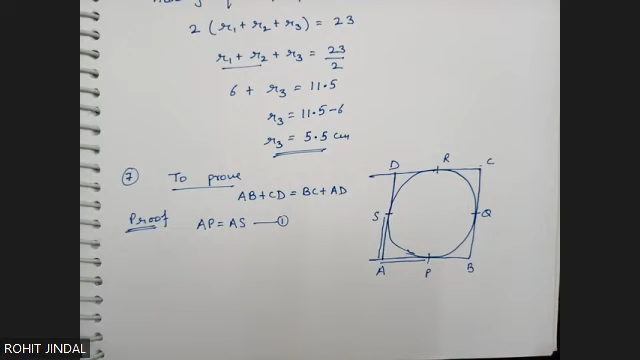 2 ( r₁ + r₂ + r₃ ) = 23
r₁ + r₂ + r₃ = 23/2
6 + r₃ = 11.5
r₃ = 11.5 - 6
r₃ = 5.5 cm
⑦ To prove
AB + CD = BC + AD
Proof AP = AS — ①
D R C
S Q
A P B
ROHIT JINDAL